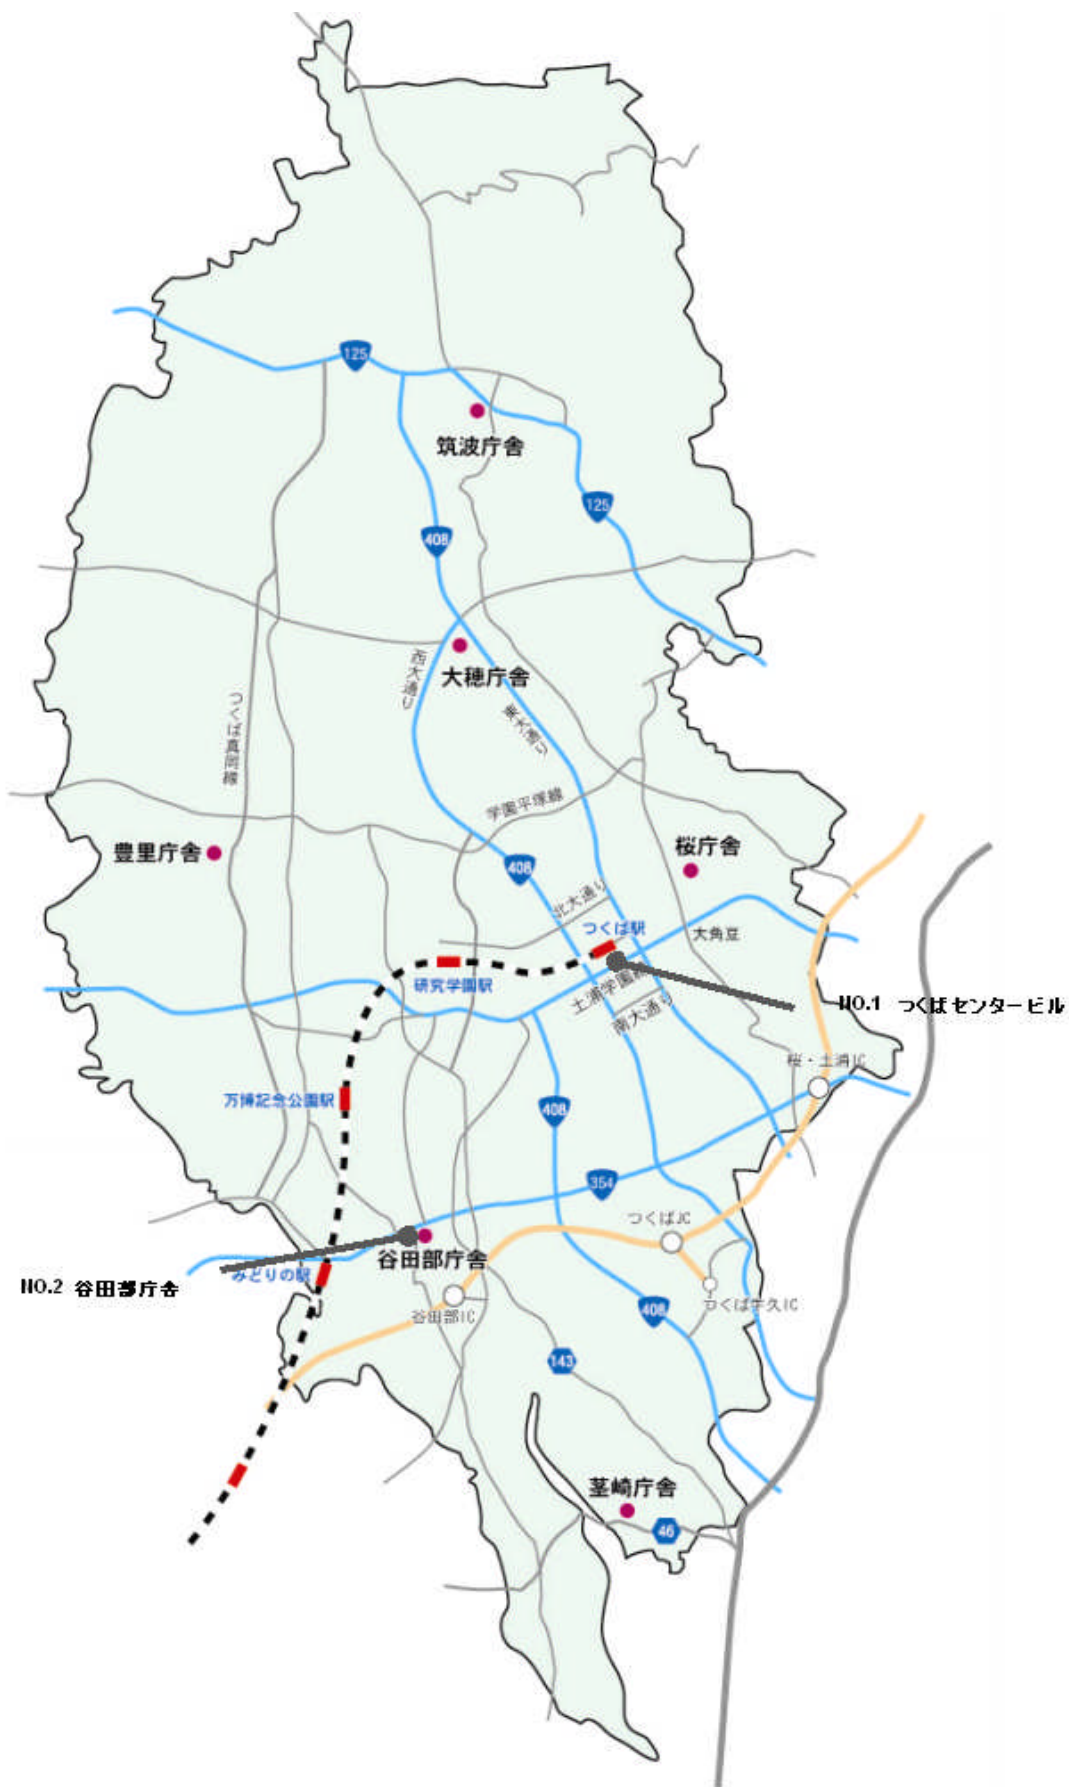 125
筑波庁舎
125
408
大穂庁舎
西大通り
東大通り
つくば真岡線
学園平塚線
豊里庁舎
桜庁舎
408
北大通り
つくば駅
大角豆
研究学園駅
土浦学園線
南大通り
NO.1 つくばセンタービル
桜・土浦IC
万博記念公園駅
408
354
つくばJC
谷田部庁舎
みどりの駅
NO.2 谷田部庁舎
谷田部IC
つくば牛久IC
408
143
茎崎庁舎
46